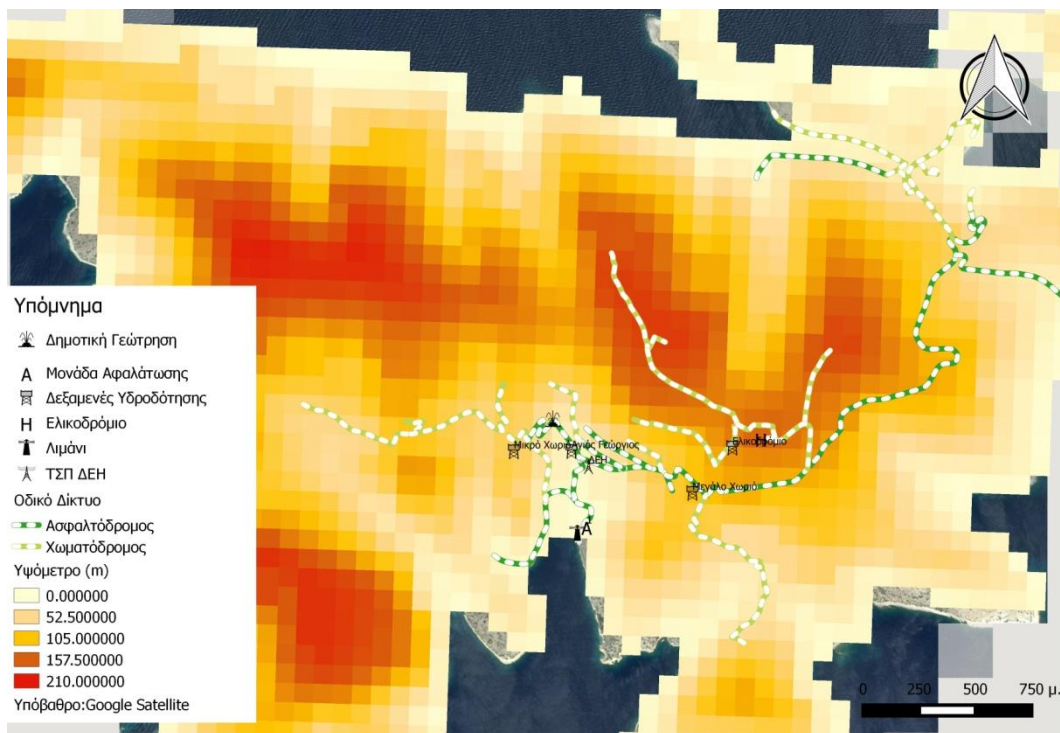 Υπόμνημα
Δημοτική Γεώτρηση
A Μονάδα Αφαλάτωσης
Δεξαμενές Υδροδότησης
H Ελικοδρόμιο
Λιμάνι
ΤΣΠ ΔΕΗ
Οδικό Δίκτυο
Ασφαλτόδρομος
Χωματόδρομος
Υψόμετρο (m)
0.000000
52.500000
105.000000
157.500000
210.000000
Υπόβαθρο:Google Satellite
Ελικοδρόμιο
H
Μικρό Χωριό
Άγιος Γεώργιος
ΔΕΗ
Μεγάλο Χωριό
A
0 250 500 750 μ.